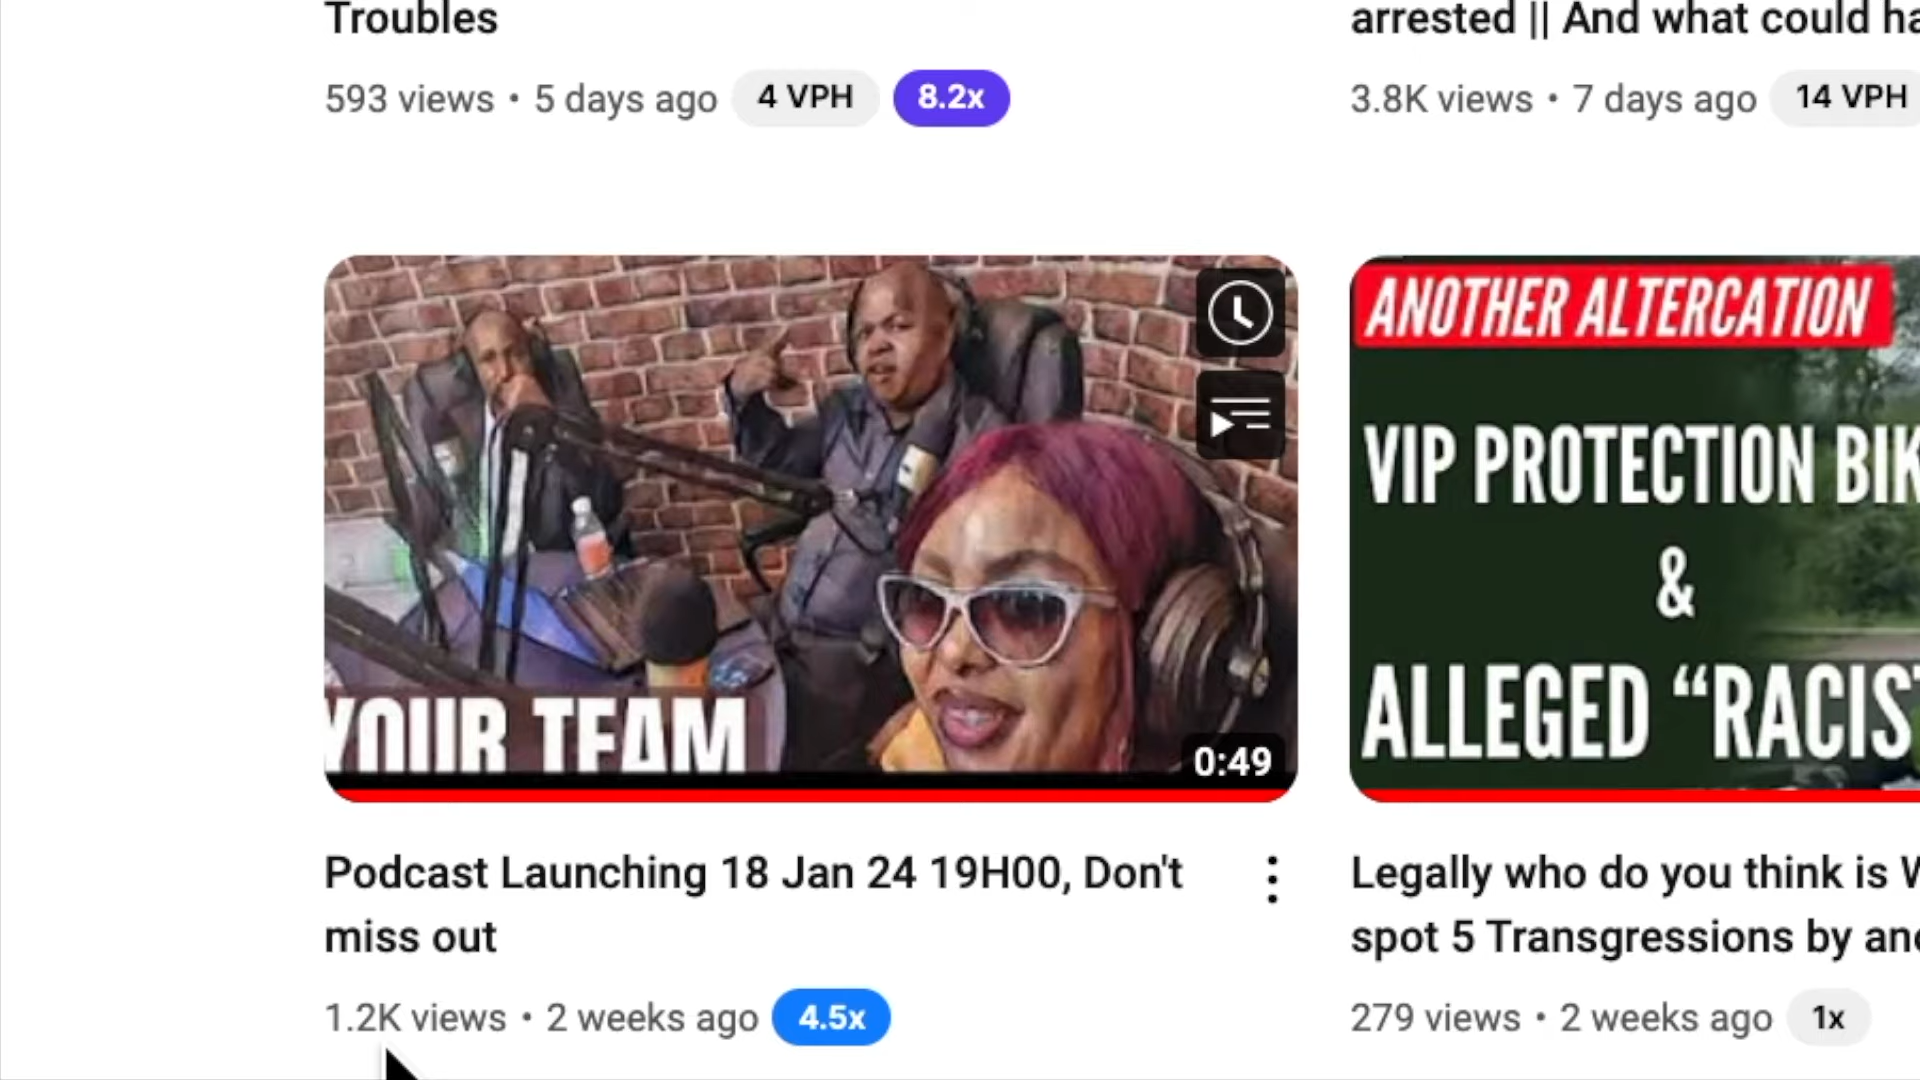 Troubles
593 views • 5 days ago 4 VPH 8.2x
arrested || And what could ha
3.8K views • 7 days ago 14 VPH
YOUR TEAM
0:49
Podcast Launching 18 Jan 24 19H00, Don't
miss out
1.2K views • 2 weeks ago 4.5x
ANOTHER ALTERCATION
VIP PROTECTION BIK
&
ALLEGED “RACIST
Legally who do you think is W
spot 5 Transgressions by and
279 views • 2 weeks ago 1x